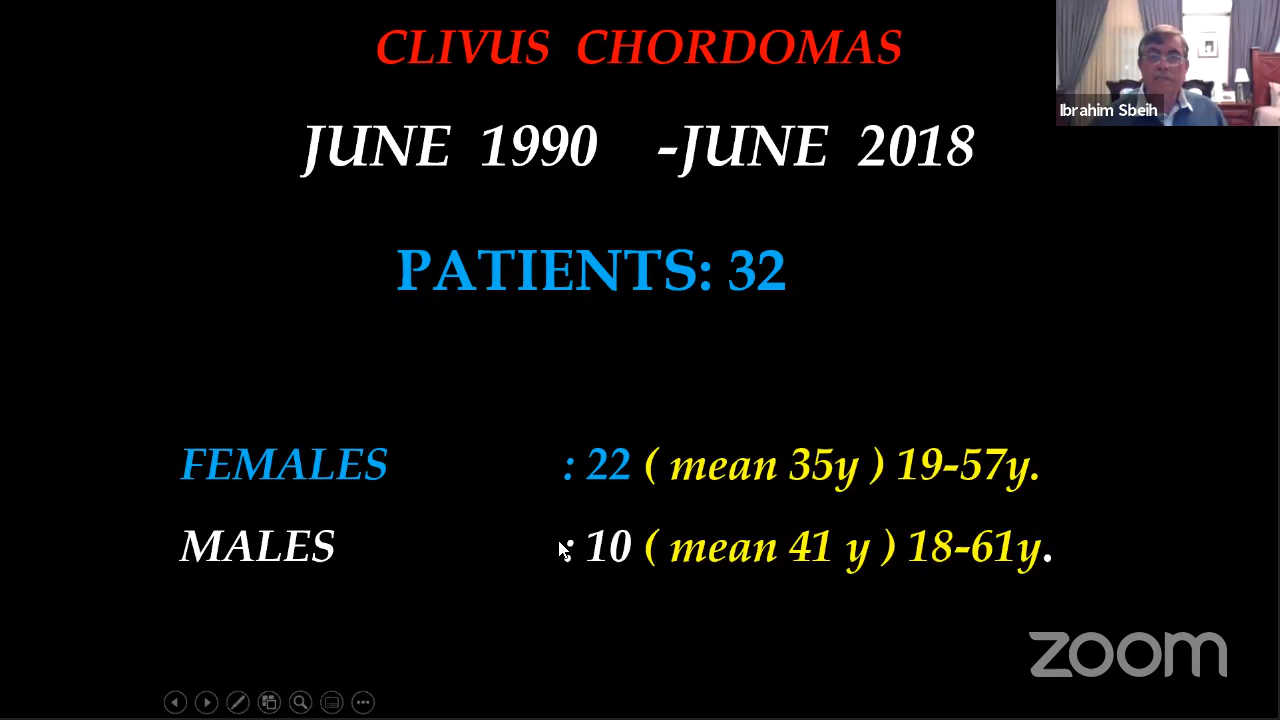 CLIVUS CHORDOMAS
Ibrahim Sbeih
JUNE 1990 -JUNE 2018
PATIENTS: 32
FEMALES : 22 ( mean 35y ) 19-57y.
MALES : 10 ( mean 41 y ) 18-61y.
zoom